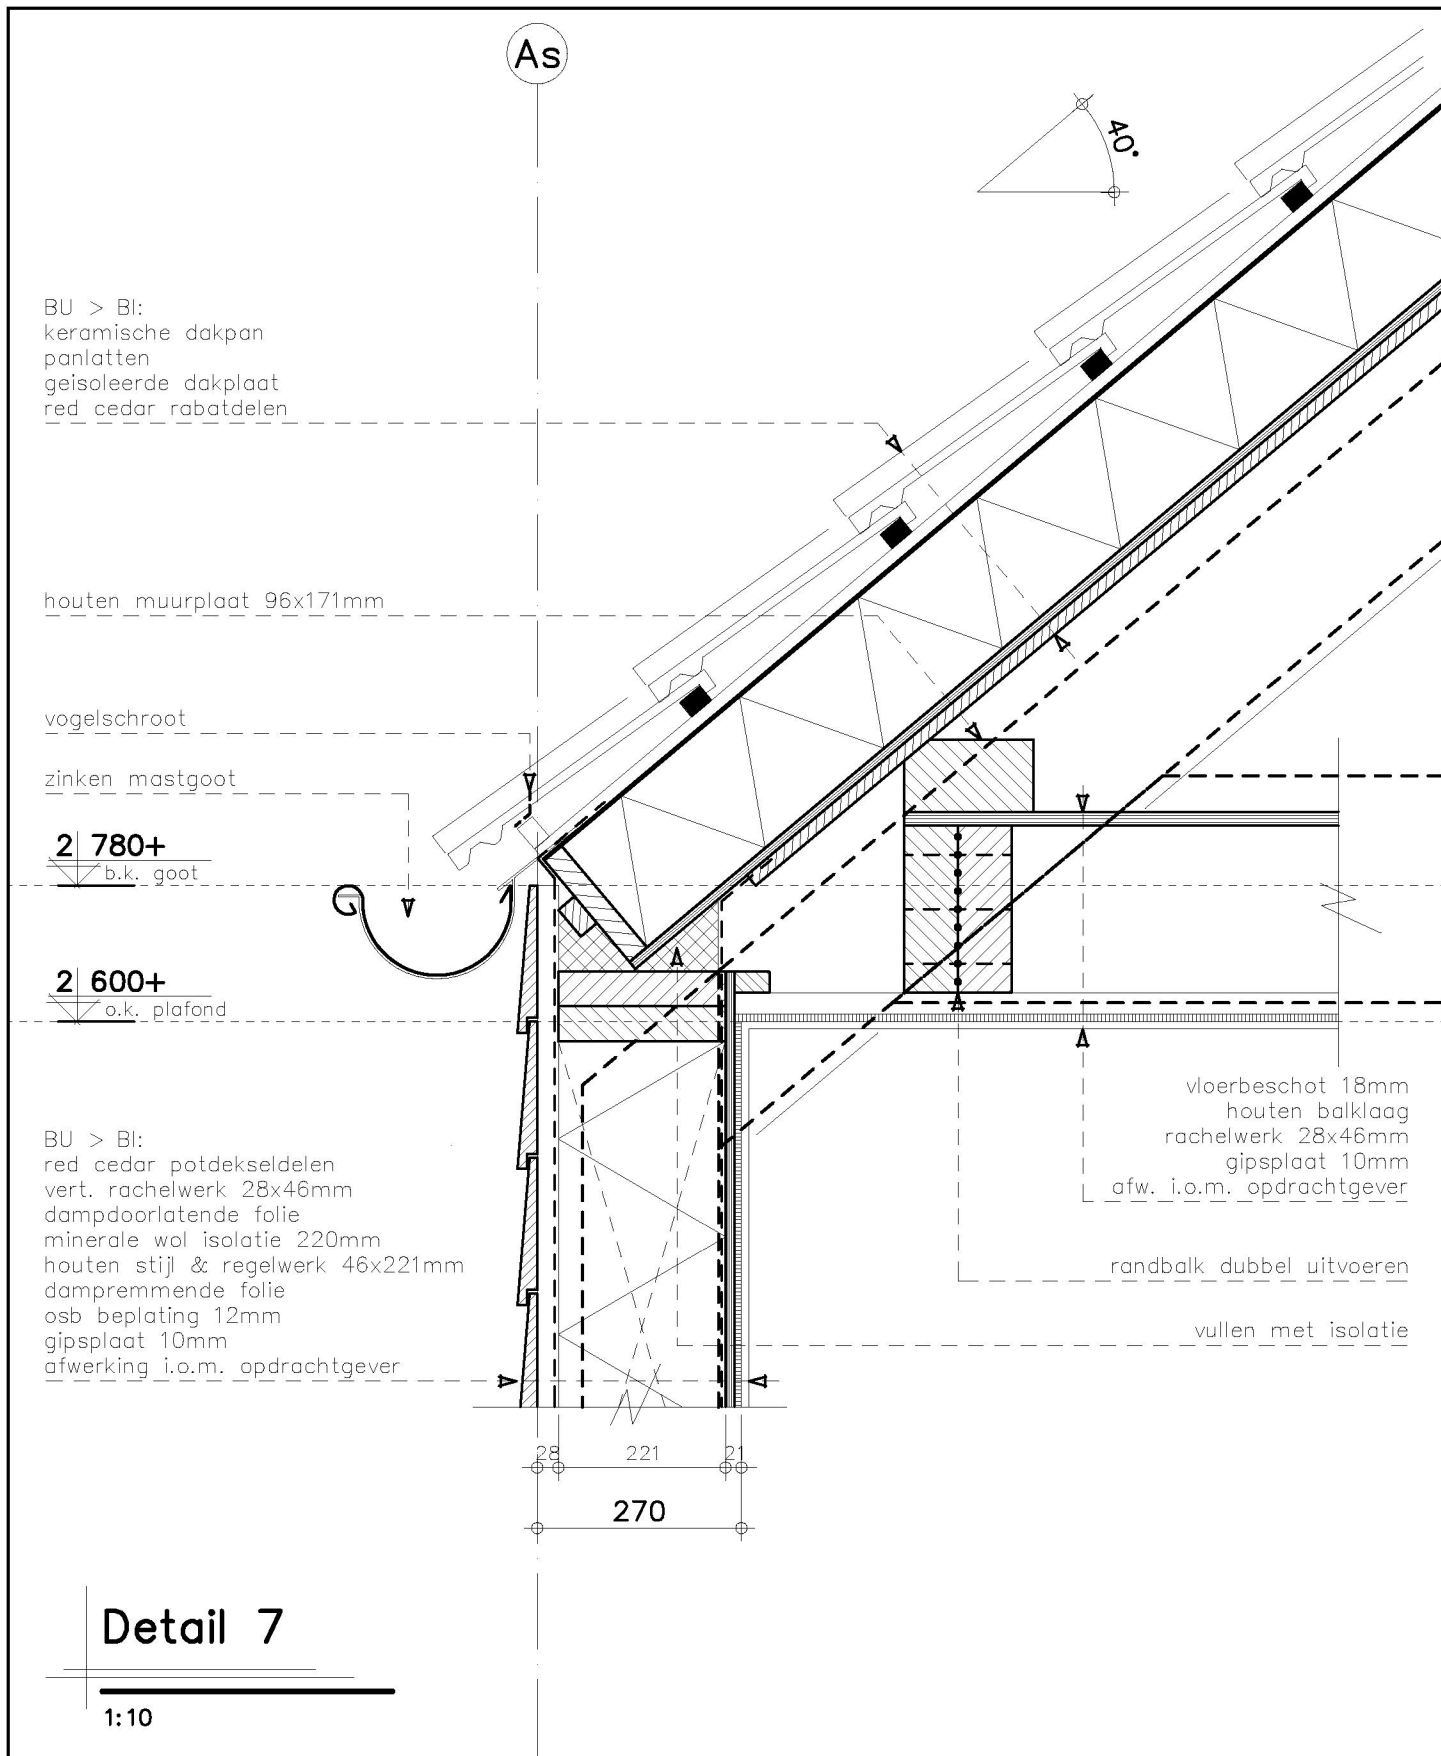 As
40°
BU > BI:
keramische dakpan
panlatten
geisoleerde dakplaat
red cedar rabatdelen
houten muurplaat 96x171mm
vogelschroot
zinken mastgoot
2 780+
b.k. goot
2 600+
o.k. plafond
BU > BI:
red cedar potdekseldelen
vert. rachelwerk 28x46mm
dampdoorlatende folie
minerale wol isolatie 220mm
houten stijl & regelwerk 46x221mm
dampremmende folie
osb beplating 12mm
gipsplaat 10mm
afwerking i.o.m. opdrachtgever
vloerbeschot 18mm
houten balklaag
rachelwerk 28x46mm
gipsplaat 10mm
afw. i.o.m. opdrachtgever
randbalk dubbel uitvoeren
vullen met isolatie
28 221 21
270
Detail 7
1:10